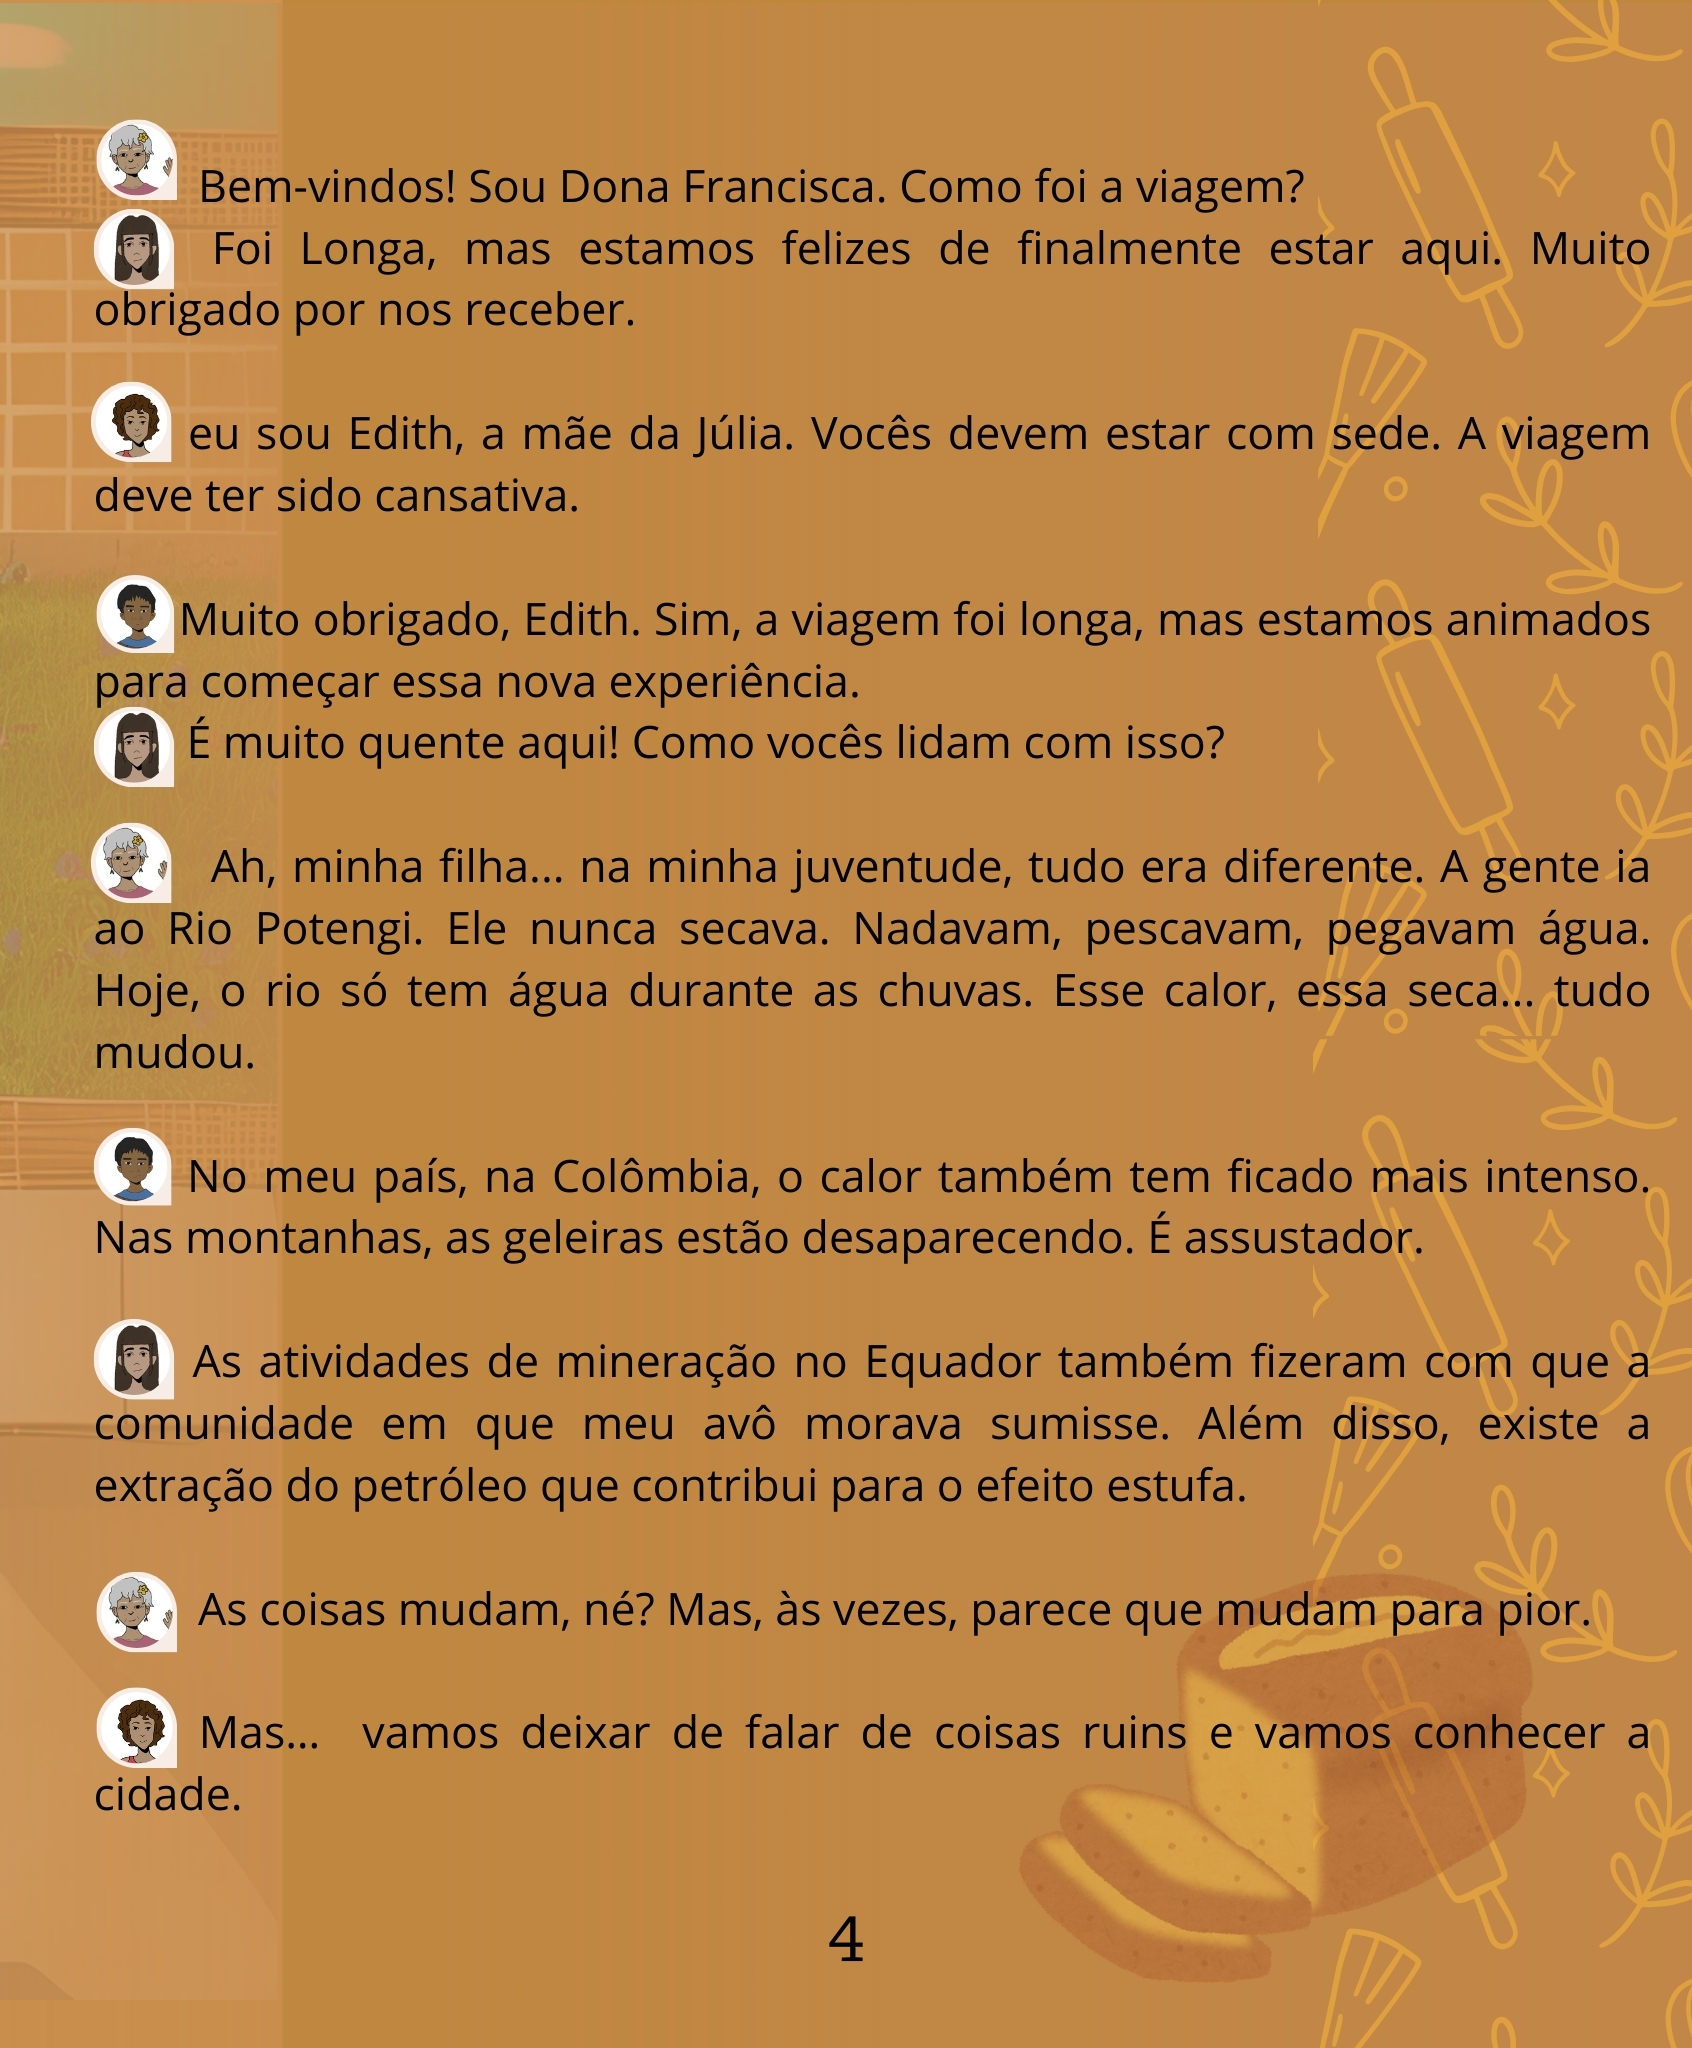 Bem-vindos! Sou Dona Francisca. Como foi a viagem?
Foi Longa, mas estamos felizes de finalmente estar aqui. Muito
obrigado por nos receber.
eu sou Edith, a mãe da Júlia. Vocês devem estar com sede. A viagem
deve ter sido cansativa.
Muito obrigado, Edith. Sim, a viagem foi longa, mas estamos animados
para começar essa nova experiência.
É muito quente aqui! Como vocês lidam com isso?
Ah, minha filha... na minha juventude, tudo era diferente. A gente ia
ao Rio Potengi. Ele nunca secava. Nadavam, pescavam, pegavam água.
Hoje, o rio só tem água durante as chuvas. Esse calor, essa seca... tudo
mudou.
No meu país, na Colômbia, o calor também tem ficado mais intenso.
Nas montanhas, as geleiras estão desaparecendo. É assustador.
As atividades de mineração no Equador também fizeram com que a
comunidade em que meu avô morava sumisse. Além disso, existe a
extração do petróleo que contribui para o efeito estufa.
As coisas mudam, né? Mas, às vezes, parece que mudam para pior.
Mas... vamos deixar de falar de coisas ruins e vamos conhecer a
cidade.
4